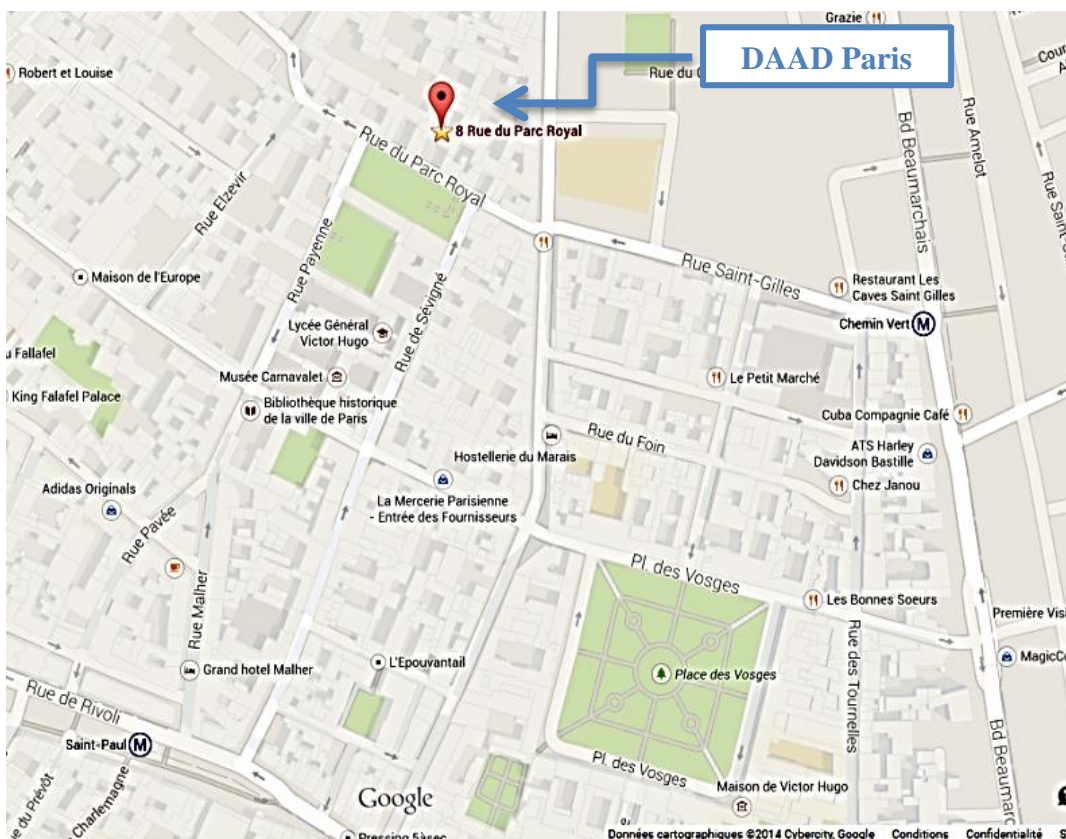 Grazie
DAAD Paris
Robert et Louise
Rue du
8 Rue du Parc Royal
Rue du Parc Royal
Bd Beaumarchais
Rue Amelot
Rue Elzevir
Rue Payenne
Rue de Sévigné
Rue Saint-Gilles
Maison de l'Europe
Restaurant Les
Caves Saint Gilles
Chemin Vert
M
Lycée Général
Victor Hugo
Fallafel
Musée Carnavalet
Le Petit Marché
King Falafel Palace
Bibliothèque historique
de la ville de Paris
Cuba Compagnie Café
Rue du Foin
ATS Harley
Davidson Bastille
Hostellerie du Marais
Chez Janou
Adidas Originals
La Mercerie Parisienne
- Entrée des Fournisseurs
Rue Pavée
Pl. des Vosges
Rue Malher
Les Bonnes Soeurs
Première
Rue des Tournelles
Grand hotel Malher
L'Epouvantail
Place des Vosges
Rue de Rivoli
Saint-Paul
M
Pl. des Vosges
Bd Beaumarc
Maison de Victor Hugo
du Prévôt
Charlemagne
Google
Pressing 5àsec
Données cartographiques ©2014 Cybercity, Google
Conditions
Confidentialité